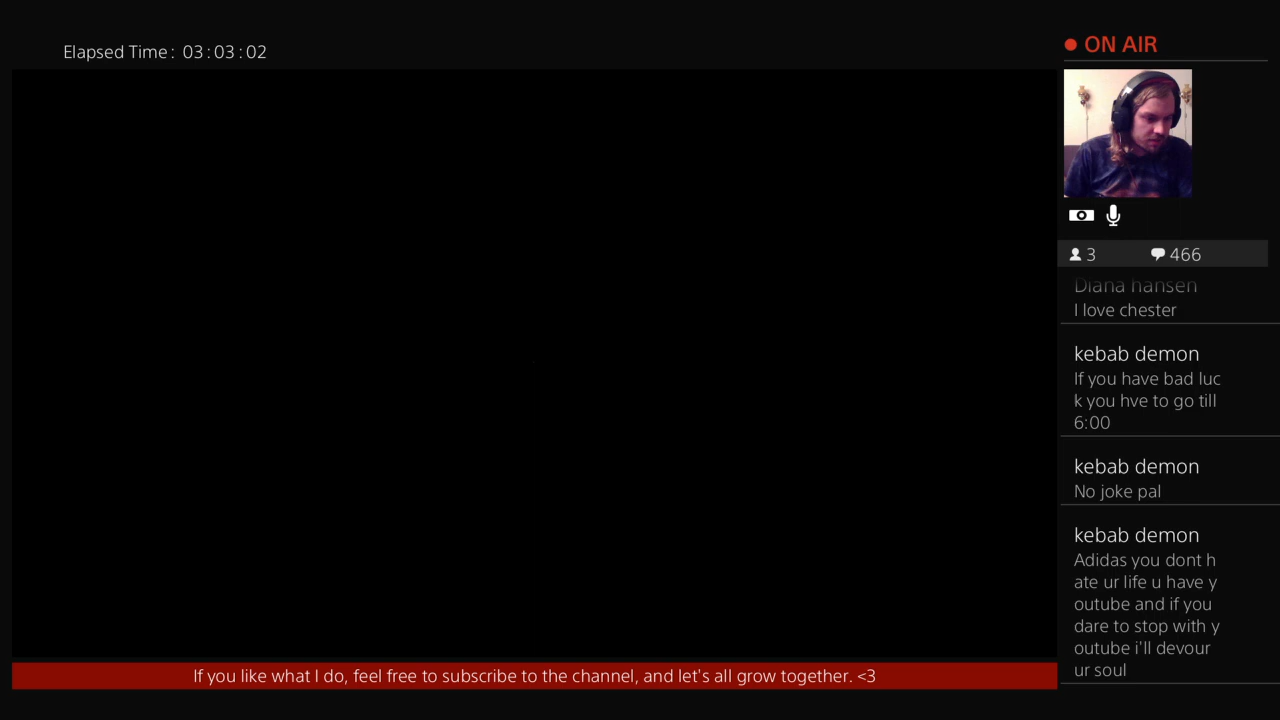 Elapsed Time: 03:03:02
ON AIR
3 466
Diana hansen
I love chester
kebab demon
If you have bad luc
k you hve to go till
6:00
kebab demon
No joke pal
kebab demon
Adidas you dont h
ate ur life u have y
outube and if you
dare to stop with y
outube i'll devour
ur soul
If you like what I do, feel free to subscribe to the channel, and let's all grow together. <3